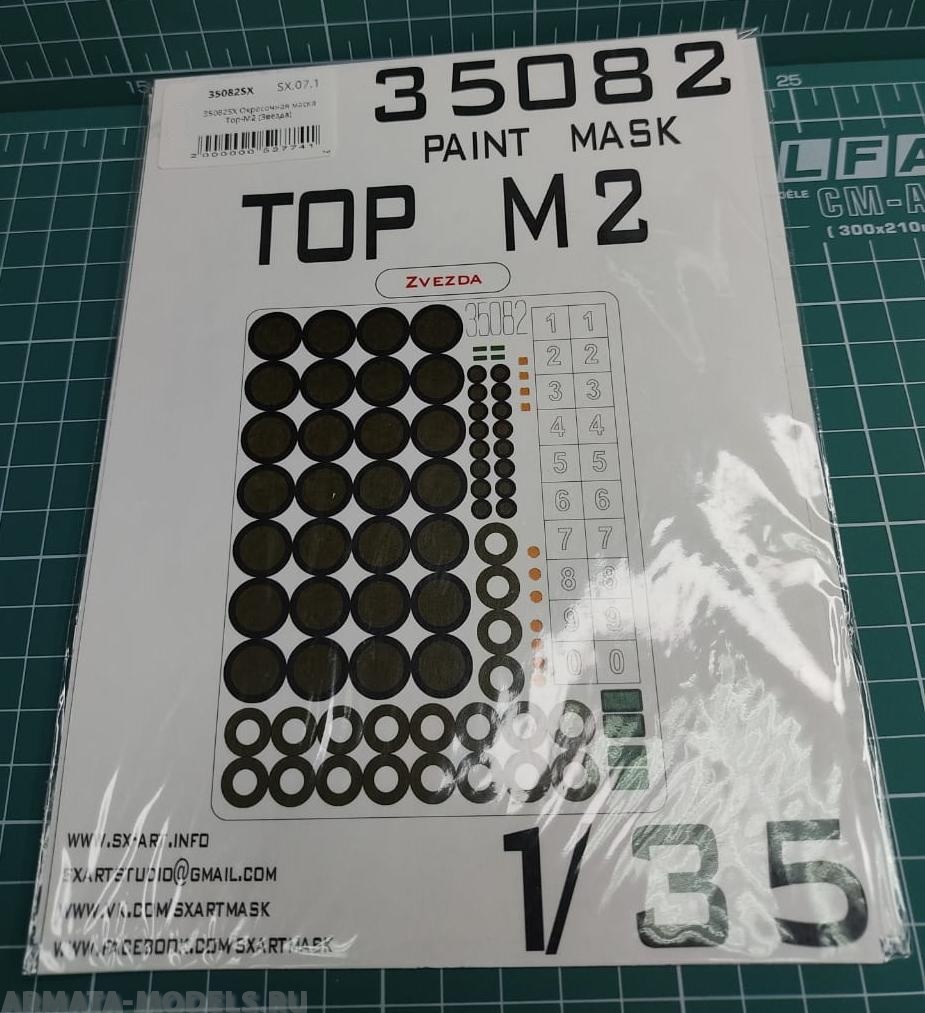 35082SX SX.07.1
35082SX Окрасочная маска
Тор-М2 (Звезда)
35082
PAINT MASK
TOP M2
ZVEZDA
35082
1 1
2 2
3 3
4 4
5 5
6 6
7 7
8 8
9 9
0 0
WWW.SX-ART.INFO
SXARTSTUDIO@GMAIL.COM
WWW.VK.COM/SXARTMASK
WWW.FACEBOOK.COM/SXARTMASK
1/35
15
25
LFA
CM-A
ARMATA-MODELS.RU